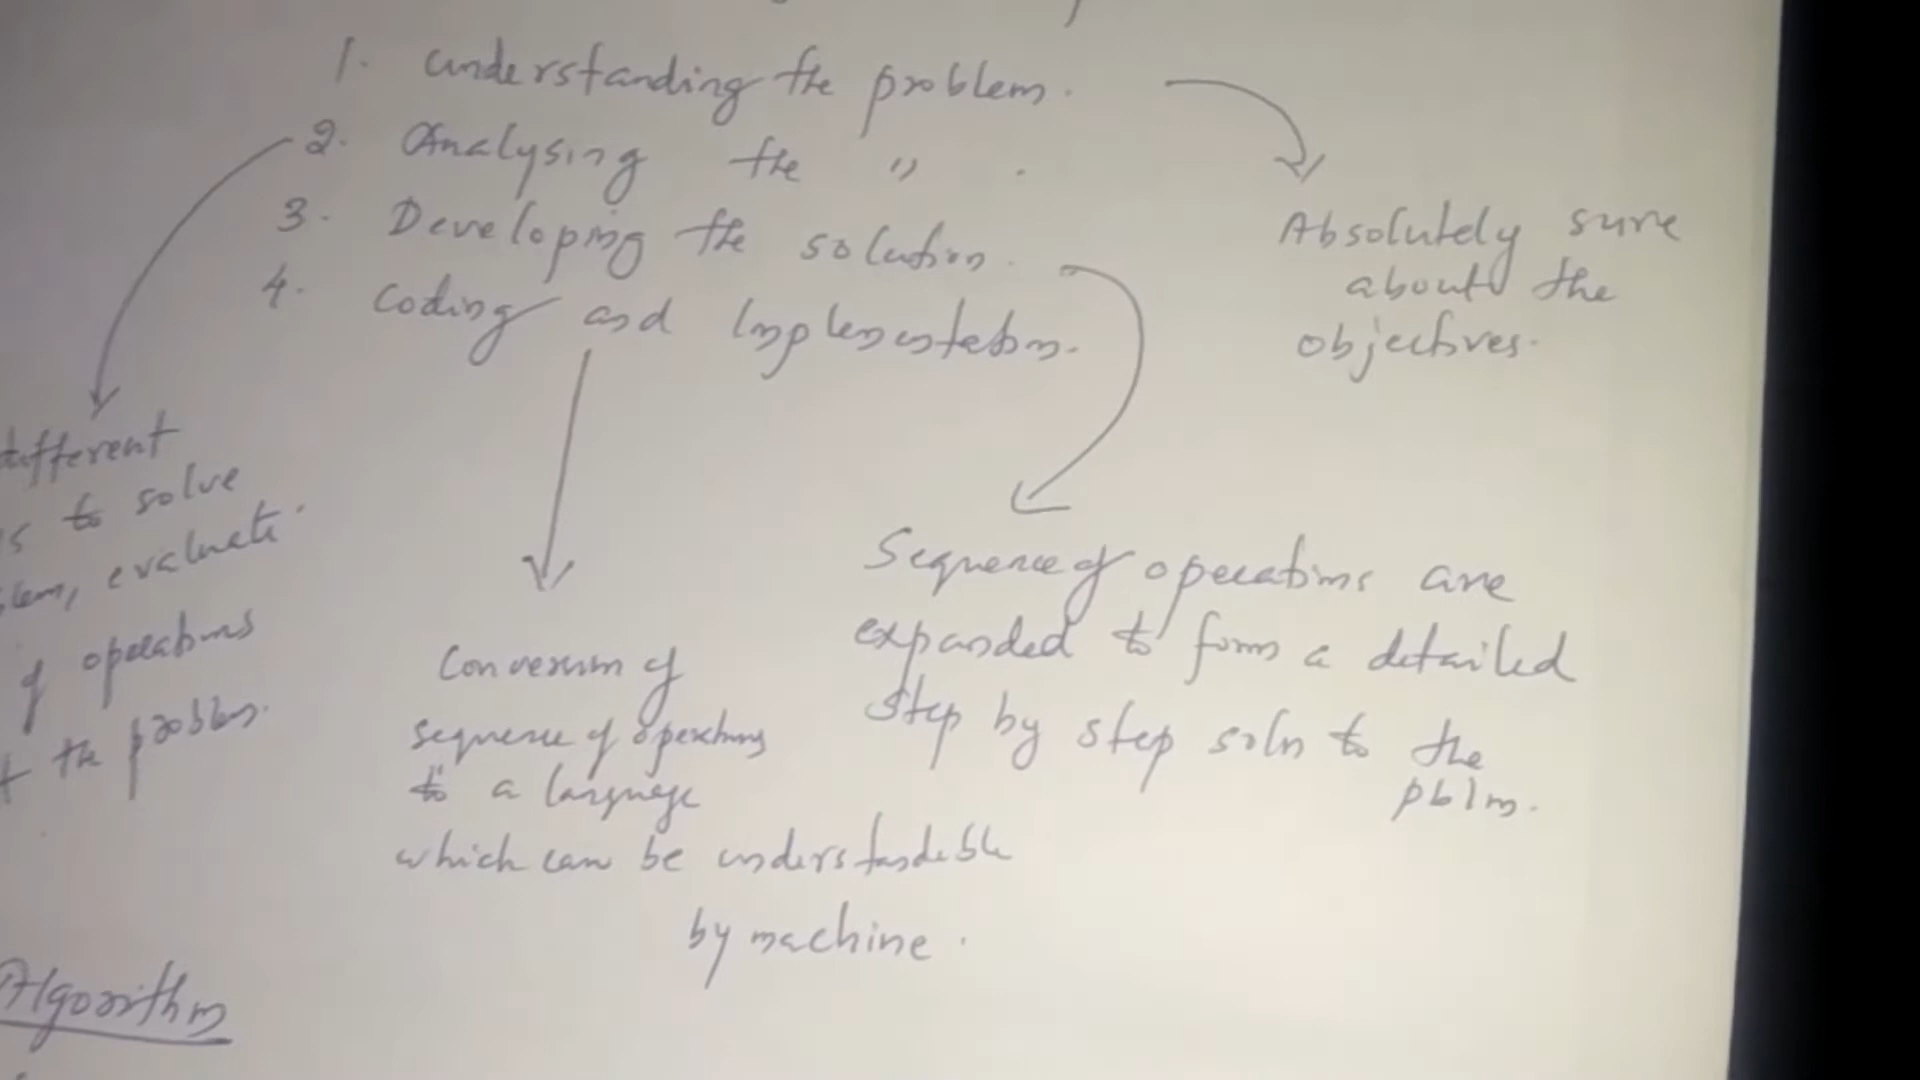 1. Understanding the problem.
2. Analysing the " .
3. Developing the solution.
4. Coding and Implementation.
Absolutely sure
about the
objectives.
different
s to solve
lem, evaluate.
of operations
the problem.
Conversion of
sequence of operations
to a language
which can be understandable
by machine.
Sequence of operations are
expanded to form a detailed
step by step soln to the
pblm.
Algorithm